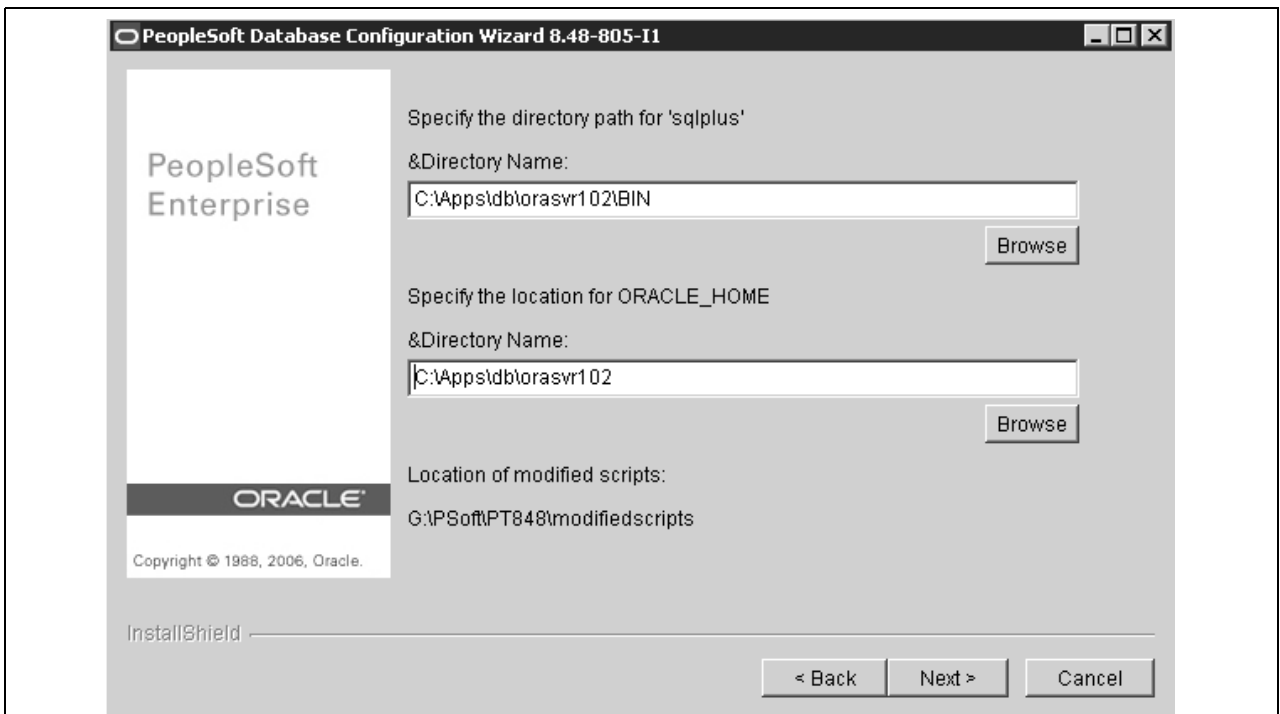 PeopleSoft Database Configuration Wizard 8.48-805-I1
PeopleSoft
Enterprise
ORACLE
Copyright © 1988, 2006, Oracle.
Specify the directory path for 'sqlplus'
&Directory Name:
C:\Apps\db\orasvr102\BIN
Browse
Specify the location for ORACLE_HOME
&Directory Name:
C:\Apps\db\orasvr102
Browse
Location of modified scripts:
G:\PSoft\PT848\modifiedscripts
InstallShield
< Back Next > Cancel